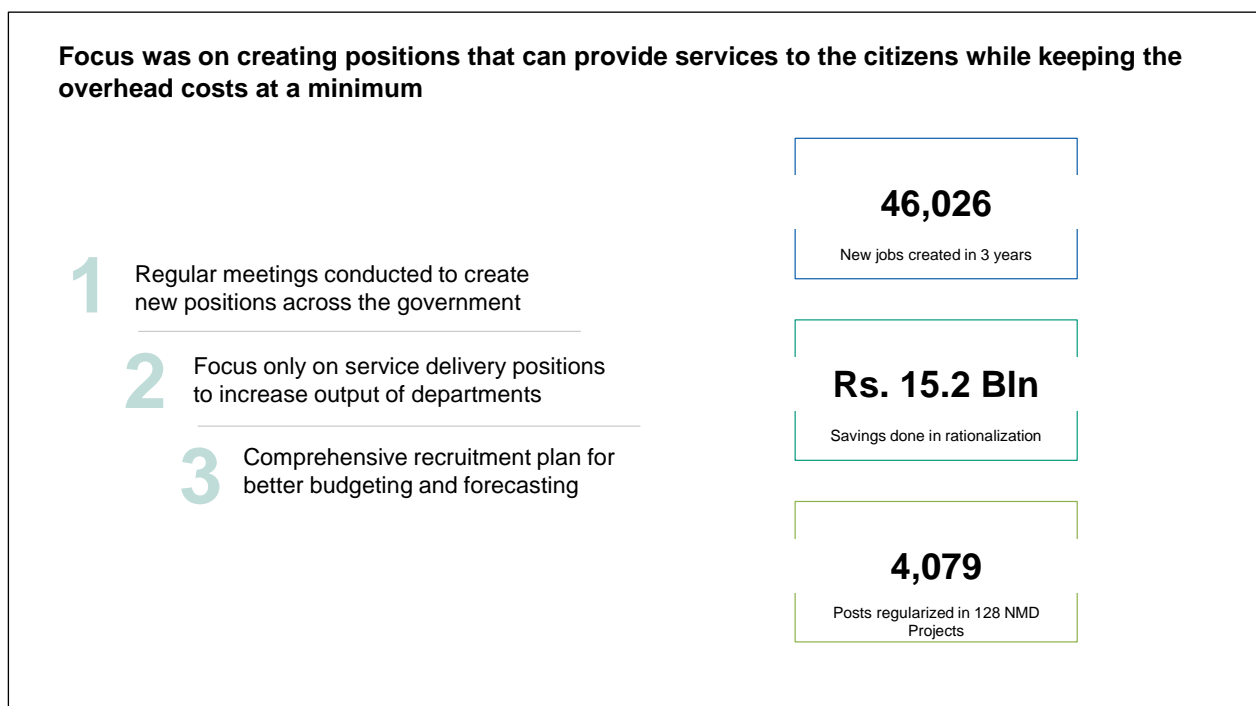 Focus was on creating positions that can provide services to the citizens while keeping the
overhead costs at a minimum
1
Regular meetings conducted to create
new positions across the government
2
Focus only on service delivery positions
to increase output of departments
3
Comprehensive recruitment plan for
better budgeting and forecasting
46,026
New jobs created in 3 years
Rs. 15.2 Bln
Savings done in rationalization
4,079
Posts regularized in 128 NMD
Projects